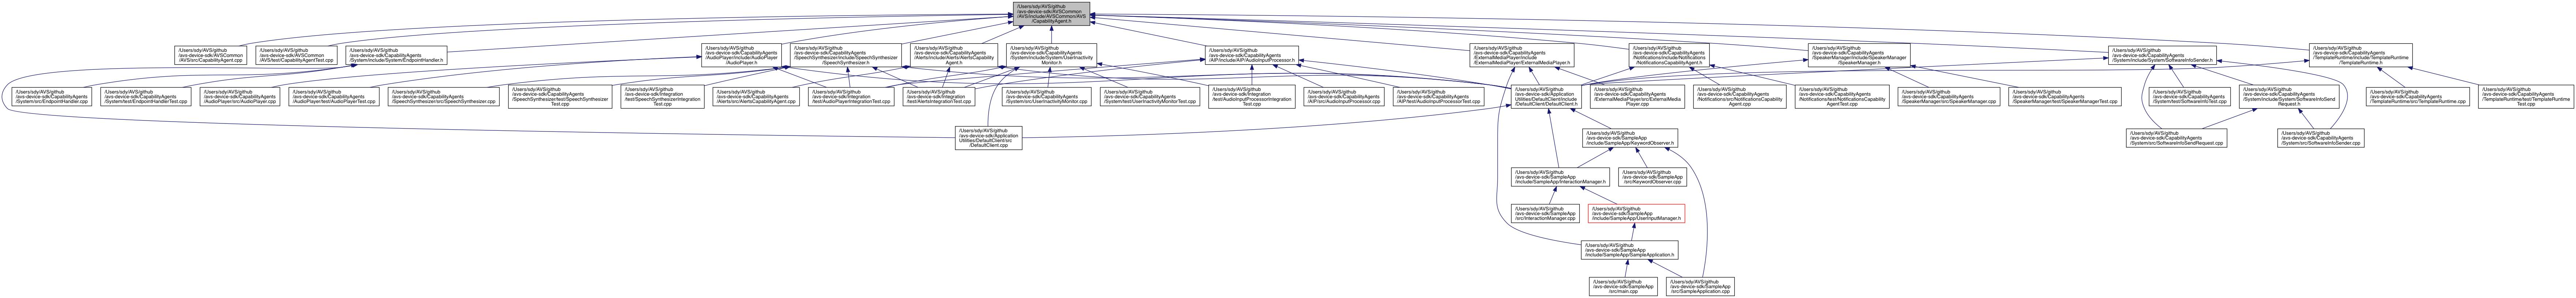 /Users/sdy/AVS/github
/avs-device-sdk/AVSCommon
/AVS/include/AVSCommon/AVS
/CapabilityAgent.h
/Users/sdy/AVS/github
/avs-device-sdk/AVSCommon
/AVS/src/CapabilityAgent.cpp
/Users/sdy/AVS/github
/avs-device-sdk/AVSCommon
/AVS/test/CapabilityAgentTest.cpp
/Users/sdy/AVS/github
/avs-device-sdk/CapabilityAgents
/System/include/System/EndpointHandler.h
/Users/sdy/AVS/github
/avs-device-sdk/CapabilityAgents
/AudioPlayer/include/AudioPlayer
/AudioPlayer.h
/Users/sdy/AVS/github
/avs-device-sdk/CapabilityAgents
/SpeechSynthesizer/include/SpeechSynthesizer
/SpeechSynthesizer.h
/Users/sdy/AVS/github
/avs-device-sdk/CapabilityAgents
/Alerts/include/Alerts/AlertsCapability
Agent.h
/Users/sdy/AVS/github
/avs-device-sdk/CapabilityAgents
/System/include/System/UserInactivity
Monitor.h
/Users/sdy/AVS/github
/avs-device-sdk/CapabilityAgents
/AIP/include/AIP/AudioInputProcessor.h
/Users/sdy/AVS/github
/avs-device-sdk/CapabilityAgents
/ExternalMediaPlayer/include
/ExternalMediaPlayer/ExternalMediaPlayer.h
/Users/sdy/AVS/github
/avs-device-sdk/CapabilityAgents
/Notifications/include/Notifications
/NotificationsCapabilityAgent.h
/Users/sdy/AVS/github
/avs-device-sdk/CapabilityAgents
/SpeakerManager/include/SpeakerManager
/SpeakerManager.h
/Users/sdy/AVS/github
/avs-device-sdk/CapabilityAgents
/System/include/System/SoftwareInfoSender.h
/Users/sdy/AVS/github
/avs-device-sdk/CapabilityAgents
/TemplateRuntime/include/TemplateRuntime
/TemplateRuntime.h
/Users/sdy/AVS/github
/avs-device-sdk/CapabilityAgents
/System/src/EndpointHandler.cpp
/Users/sdy/AVS/github
/avs-device-sdk/CapabilityAgents
/System/test/EndpointHandlerTest.cpp
/Users/sdy/AVS/github
/avs-device-sdk/CapabilityAgents
/AudioPlayer/src/AudioPlayer.cpp
/Users/sdy/AVS/github
/avs-device-sdk/CapabilityAgents
/AudioPlayer/test/AudioPlayerTest.cpp
/Users/sdy/AVS/github
/avs-device-sdk/CapabilityAgents
/SpeechSynthesizer/src/SpeechSynthesizer.cpp
/Users/sdy/AVS/github
/avs-device-sdk/CapabilityAgents
/SpeechSynthesizer/test/SpeechSynthesizer
Test.cpp
/Users/sdy/AVS/github
/avs-device-sdk/Integration
/test/SpeechSynthesizerIntegration
Test.cpp
/Users/sdy/AVS/github
/avs-device-sdk/CapabilityAgents
/Alerts/src/AlertsCapabilityAgent.cpp
/Users/sdy/AVS/github
/avs-device-sdk/Integration
/test/AudioPlayerIntegrationTest.cpp
/Users/sdy/AVS/github
/avs-device-sdk/Integration
/test/AlertsIntegrationTest.cpp
/Users/sdy/AVS/github
/avs-device-sdk/CapabilityAgents
/System/src/UserInactivityMonitor.cpp
/Users/sdy/AVS/github
/avs-device-sdk/CapabilityAgents
/System/test/UserInactivityMonitorTest.cpp
/Users/sdy/AVS/github
/avs-device-sdk/Integration
/test/AudioInputProcessorIntegration
Test.cpp
/Users/sdy/AVS/github
/avs-device-sdk/CapabilityAgents
/AIP/src/AudioInputProcessor.cpp
/Users/sdy/AVS/github
/avs-device-sdk/CapabilityAgents
/AIP/test/AudioInputProcessorTest.cpp
/Users/sdy/AVS/github
/avs-device-sdk/Application
Utilities/DefaultClient/include
/DefaultClient/DefaultClient.h
/Users/sdy/AVS/github
/avs-device-sdk/CapabilityAgents
/ExternalMediaPlayer/src/ExternalMedia
Player.cpp
/Users/sdy/AVS/github
/avs-device-sdk/CapabilityAgents
/Notifications/src/NotificationsCapability
Agent.cpp
/Users/sdy/AVS/github
/avs-device-sdk/CapabilityAgents
/Notifications/test/NotificationsCapability
AgentTest.cpp
/Users/sdy/AVS/github
/avs-device-sdk/CapabilityAgents
/SpeakerManager/src/SpeakerManager.cpp
/Users/sdy/AVS/github
/avs-device-sdk/CapabilityAgents
/SpeakerManager/test/SpeakerManagerTest.cpp
/Users/sdy/AVS/github
/avs-device-sdk/CapabilityAgents
/System/test/SoftwareInfoTest.cpp
/Users/sdy/AVS/github
/avs-device-sdk/CapabilityAgents
/System/include/System/SoftwareInfoSend
Request.h
/Users/sdy/AVS/github
/avs-device-sdk/CapabilityAgents
/TemplateRuntime/src/TemplateRuntime.cpp
/Users/sdy/AVS/github
/avs-device-sdk/CapabilityAgents
/TemplateRuntime/test/TemplateRuntime
Test.cpp
/Users/sdy/AVS/github
/avs-device-sdk/Application
Utilities/DefaultClient/src
/DefaultClient.cpp
/Users/sdy/AVS/github
/avs-device-sdk/SampleApp
/include/SampleApp/KeywordObserver.h
/Users/sdy/AVS/github
/avs-device-sdk/CapabilityAgents
/System/src/SoftwareInfoSendRequest.cpp
/Users/sdy/AVS/github
/avs-device-sdk/CapabilityAgents
/System/src/SoftwareInfoSender.cpp
/Users/sdy/AVS/github
/avs-device-sdk/SampleApp
/include/SampleApp/InteractionManager.h
/Users/sdy/AVS/github
/avs-device-sdk/SampleApp
/src/KeywordObserver.cpp
/Users/sdy/AVS/github
/avs-device-sdk/SampleApp
/src/InteractionManager.cpp
/Users/sdy/AVS/github
/avs-device-sdk/SampleApp
/include/SampleApp/UserInputManager.h
/Users/sdy/AVS/github
/avs-device-sdk/SampleApp
/include/SampleApp/SampleApplication.h
/Users/sdy/AVS/github
/avs-device-sdk/SampleApp
/src/main.cpp
/Users/sdy/AVS/github
/avs-device-sdk/SampleApp
/src/SampleApplication.cpp